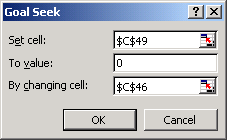 Goal Seek
Set cell: $C$49
To value: 0
By changing cell: $C$46
OK Cancel